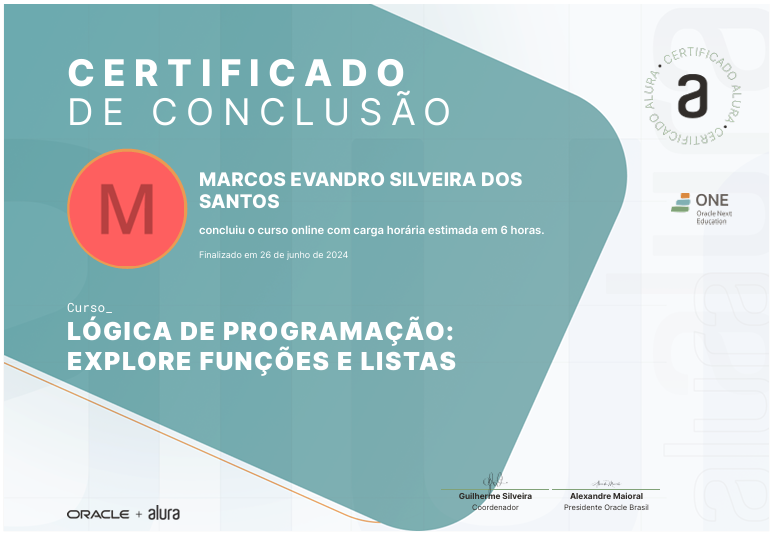 CERTIFICADO
DE CONCLUSÃO
CERTIFICADO ALURA • CERTIFICADO ALURA •
a
M
MARCOS EVANDRO SILVEIRA DOS
SANTOS
concluiu o curso online com carga horária estimada em 6 horas.
Finalizado em 26 de junho de 2024
ONE
Oracle Next
Education
Curso_
LÓGICA DE PROGRAMAÇÃO:
EXPLORE FUNÇÕES E LISTAS
alura
Guilherme Silveira
Coordenador
Alexandre Maioral
Presidente Oracle Brasil
ORACLE + alura